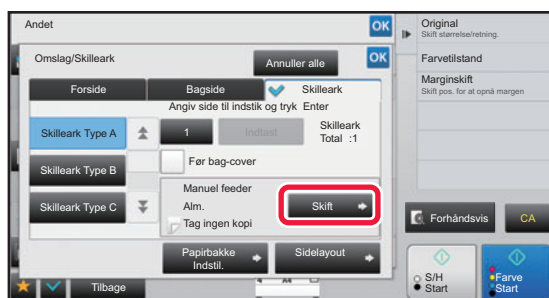 Andet
OK
Omslag/Skilleark
Annuller alle
OK
Forside
Bagside
Skilleark
Angiv side til indstik og tryk Enter
Skilleark Type A
1
Indtast
Skilleark
Total :1
Skilleark Type B
Før bag-cover
Skilleark Type C
Manuel feeder
Alm.
Tag ingen kopi
Skift
Papirbakke
Indstil.
Sidelayout
Tilbage
A4
Original
Skift størrelse/retning.
Farvetilstand
Marginskift
Skift pos. for at opnå margen
Forhåndsvis
CA
S/H
Start
Farve
Start